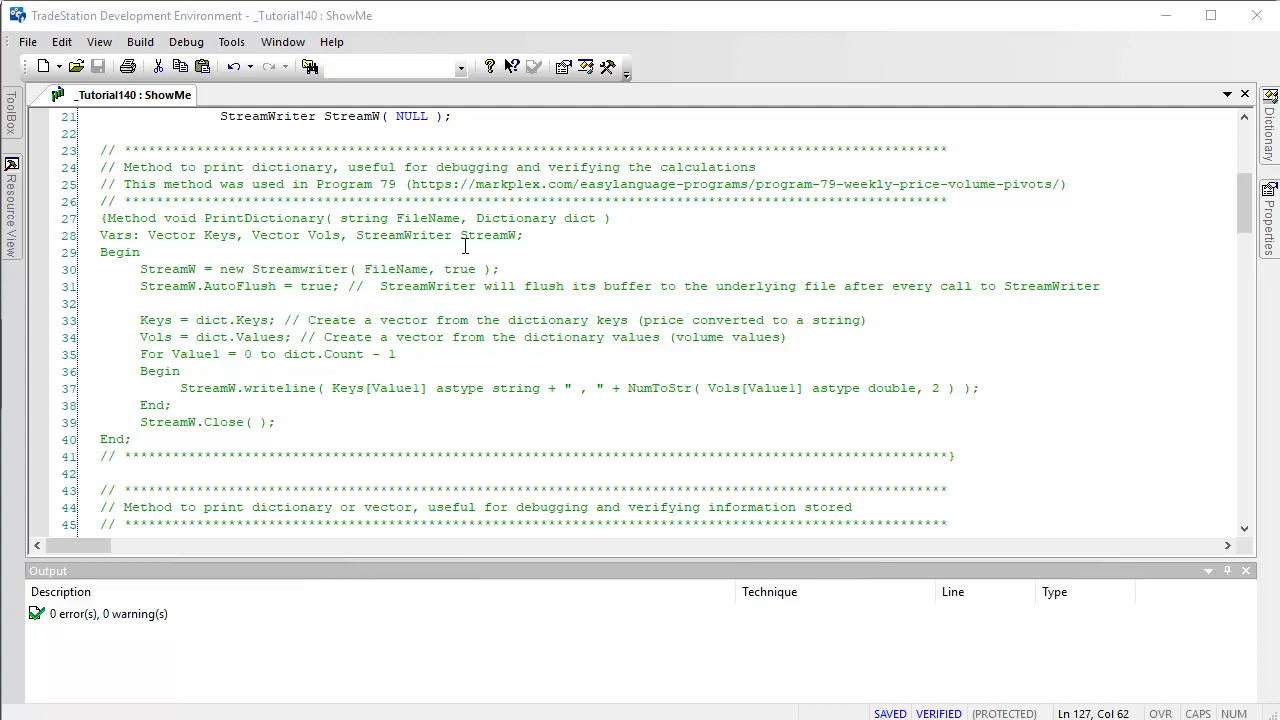 TradeStation Development Environment - _Tutorial140 : ShowMe
File Edit View Build Debug Tools Window Help
_Tutorial140 : ShowMe
ToolBox
Resource View
Dictionary
Properties
21 StreamWriter StreamW( NULL );
22
23 // *******************************************************************************************************
24 // Method to print dictionary, useful for debugging and verifying the calculations
25 // This method was used in Program 79 (https://markplex.com/easylanguage-programs/program-79-weekly-price-volume-pivots/)
26 // *******************************************************************************************************
27 {Method void PrintDictionary( string FileName, Dictionary dict )
28 Vars: Vector Keys, Vector Vols, StreamWriter StreamW;
29 Begin
30 StreamW = new Streamwriter( FileName, true );
31 StreamW.AutoFlush = true; // StreamWriter will flush its buffer to the underlying file after every call to StreamWriter
32
33 Keys = dict.Keys; // Create a vector from the dictionary keys (price converted to a string)
34 Vols = dict.Values; // Create a vector from the dictionary values (volume values)
35 For Value1 = 0 to dict.Count - 1
36 Begin
37 StreamW.writeline( Keys[Value1] astype string + " , " + NumToStr( Vols[Value1] astype double, 2 ) );
38 End;
39 StreamW.Close( );
40 End;
41 // *******************************************************************************************************}
42
43 // *******************************************************************************************************
44 // Method to print dictionary or vector, useful for debugging and verifying information stored
45 // *******************************************************************************************************
Output
Description Technique Line Type
0 error(s), 0 warning(s)
SAVED VERIFIED (PROTECTED) Ln 127, Col 62 OVR CAPS NUM